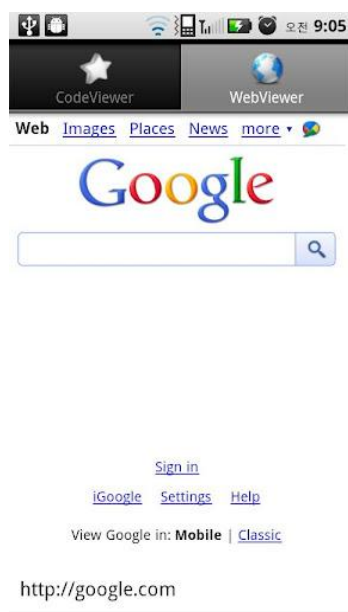 오전 9:05
CodeViewer WebViewer
Web Images Places News more
Google
Sign in
iGoogle Settings Help
View Google in: Mobile | Classic
http://google.com